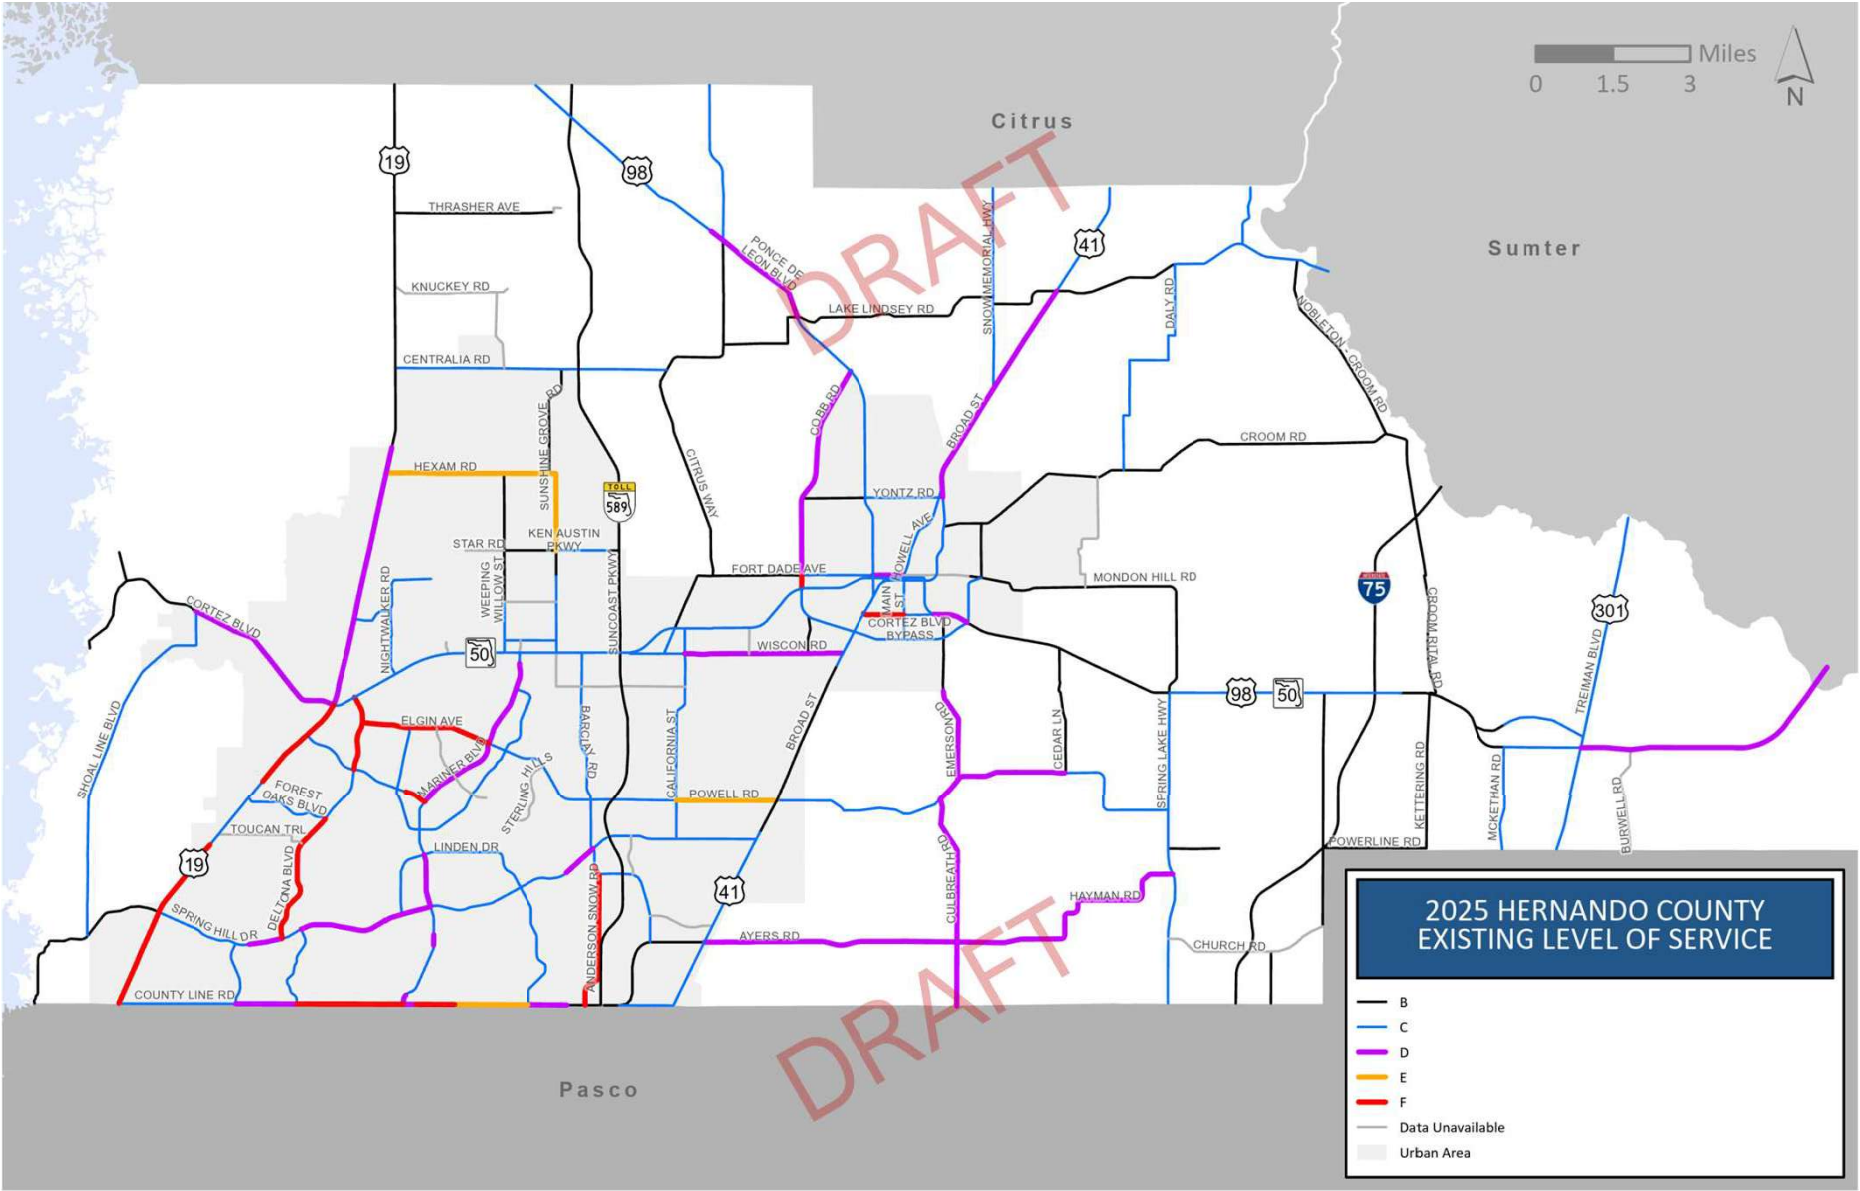 Miles
0 1.5 3
N
Citrus
Sumter
Pasco
DRAFT
DRAFT
19
98
41
THRASHER AVE
PONCE DE
LEON BLVD
SNOW MEMORIAL HWY
KNUCKEY RD
LAKE LINDSEY RD
DALY RD
NOBLETON - CROOM RD
CENTRALIA RD
SUNSHINE GROVE RD
COBB RD
BROAD ST
CROOM RD
HEXAM RD
CITRUS WAY
TOLL
589
YONTZ RD
KEN AUSTIN
PKWY
STAR RD
HOWELL AVE
WEEPING
WILLOW ST
SUNCOAST PKWY
FORT DADE AVE
MONDON HILL RD
75
NIGHTWALKER RD
MAIN
ST
CROOM RITAL RD
301
CORTEZ BLVD
CORTEZ BLVD
BYPASS
50
WISCON RD
TREIMAN BLVD
98
50
SHOAL LINE BLVD
ELGIN AVE
BARCLAY RD
CALIFORNIA ST
BROAD ST
EMERSON RD
CEDAR LN
SPRING LAKE HWY
KETTERING RD
MCKETHAN RD
BURWELL RD
MARINER BLVD
STERLING HILLS
FOREST
OAKS BLVD
POWELL RD
TOUCAN TRL
LINDEN DR
POWERLINE RD
19
DELTONA BLVD
ANDERSON SNOW RD
41
CULBREATH RD
HAYMAN RD
SPRING HILL DR
AYERS RD
CHURCH RD
COUNTY LINE RD
2025 HERNANDO COUNTY
EXISTING LEVEL OF SERVICE
B
C
D
E
F
Data Unavailable
Urban Area